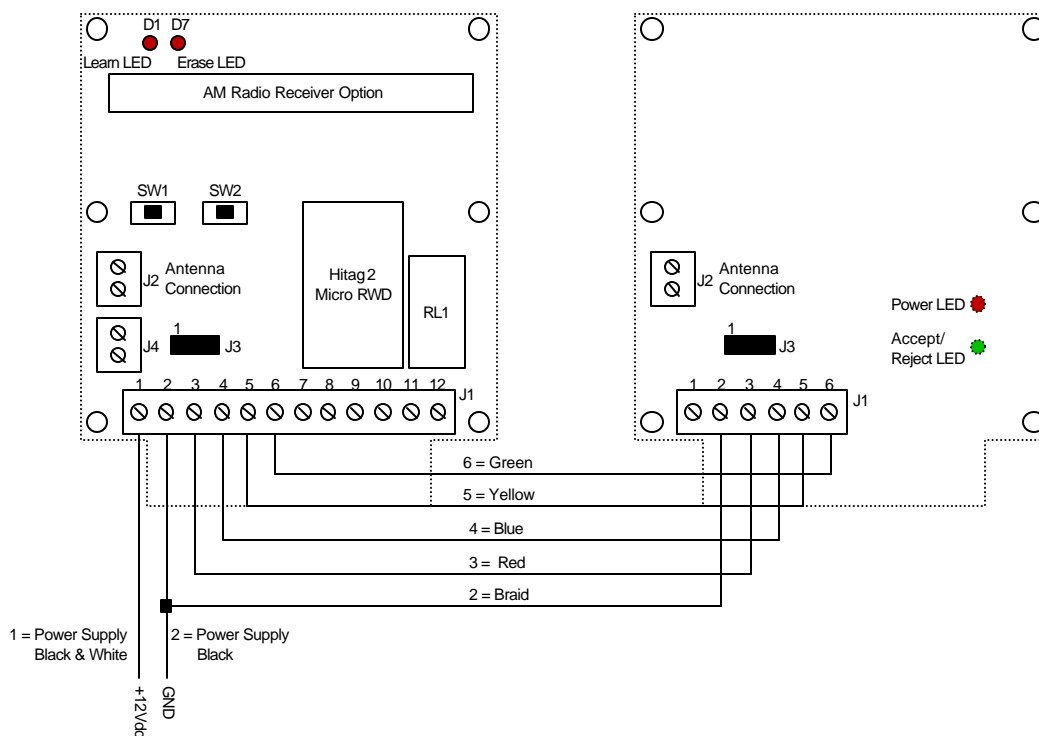 D1 D7
Learn LED Erase LED
AM Radio Receiver Option
SW1 SW2
J2 Antenna
Connection
J4
1
J3
Hitag2
Micro RWD
RL1
1 2 3 4 5 6 7 8 9 10 11 12
J1
J2 Antenna
Connection
Power LED
Accept/
Reject LED
1
J3
1 2 3 4 5 6
J1
6 = Green
5 = Yellow
4 = Blue
3 = Red
2 = Braid
1 = Power Supply
Black & White
2 = Power Supply
Black
+12Vdc
GND